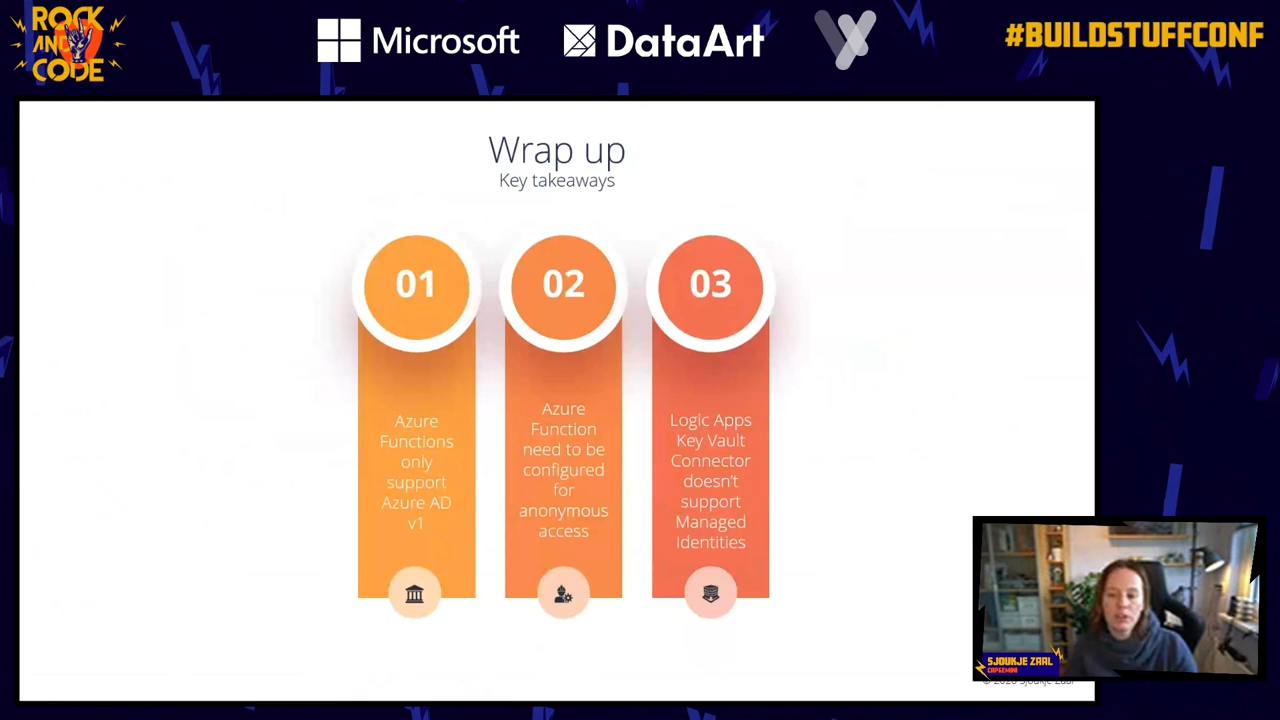 ROCK
AND
CODE
Microsoft
DataArt
#BUILDSTUFFCONF
Wrap up
Key takeaways
01
02
03
Azure
Functions
only
support
Azure AD
v1
Azure
Function
need to be
configured
for
anonymous
access
Logic Apps
Key Vault
Connector
doesn't
support
Managed
Identities
SJOUKJE ZAAL
CAPGEMINI